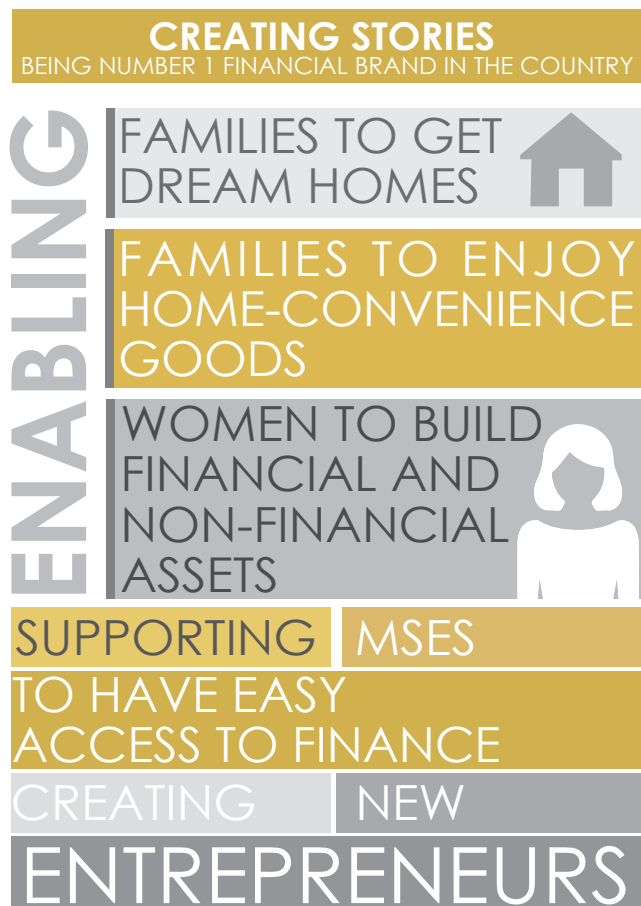 CREATING STORIES
BEING NUMBER 1 FINANCIAL BRAND IN THE COUNTRY
ENABLING
FAMILIES TO GET
DREAM HOMES
FAMILIES TO ENJOY
HOME-CONVENIENCE
GOODS
WOMEN TO BUILD
FINANCIAL AND
NON-FINANCIAL
ASSETS
SUPPORTING MSES
TO HAVE EASY
ACCESS TO FINANCE
CREATING NEW
ENTREPRENEURS